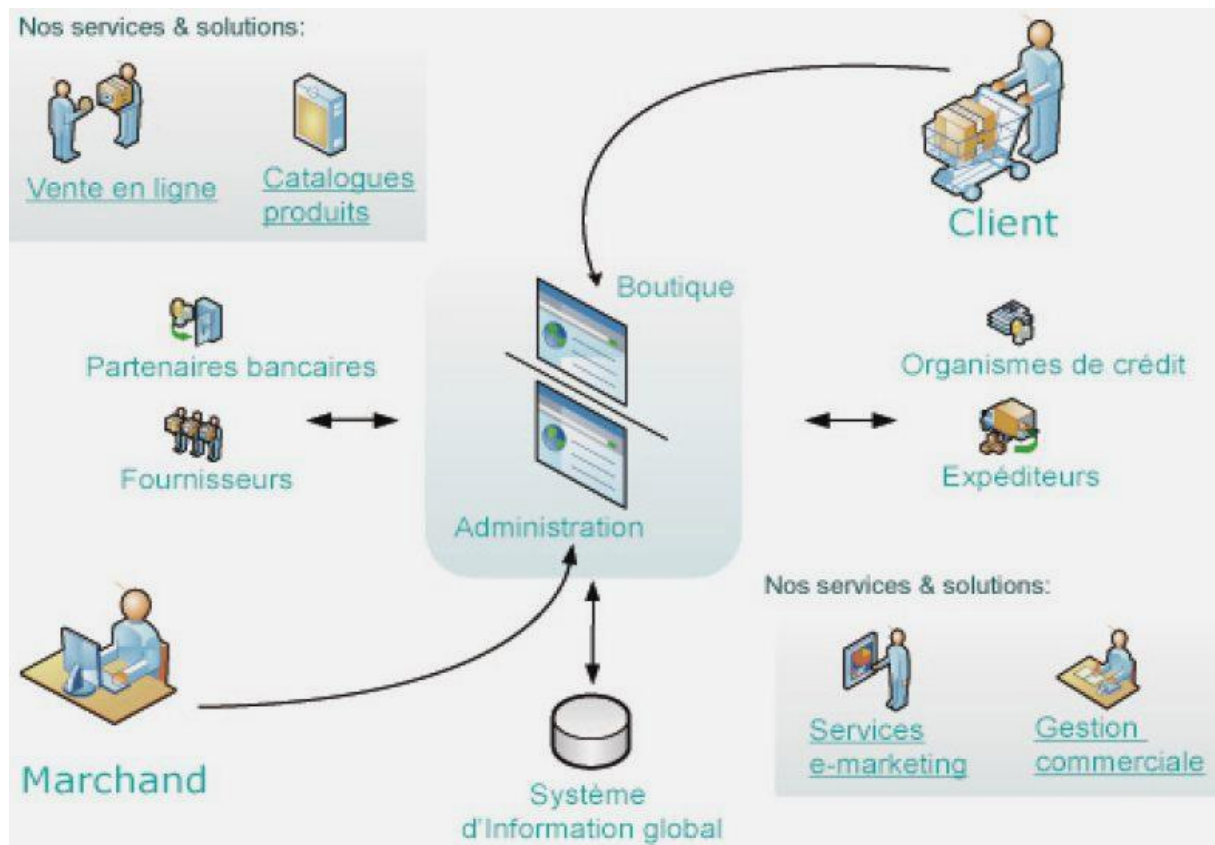 Nos services & solutions:
Vente en ligne
Catalogues
produits
Client
Boutique
Partenaires bancaires
Organismes de crédit
Fournisseurs
Expéditeurs
Administration
Nos services & solutions:
Marchand
Services
e-marketing
Gestion
commerciale
Système
d'Information global